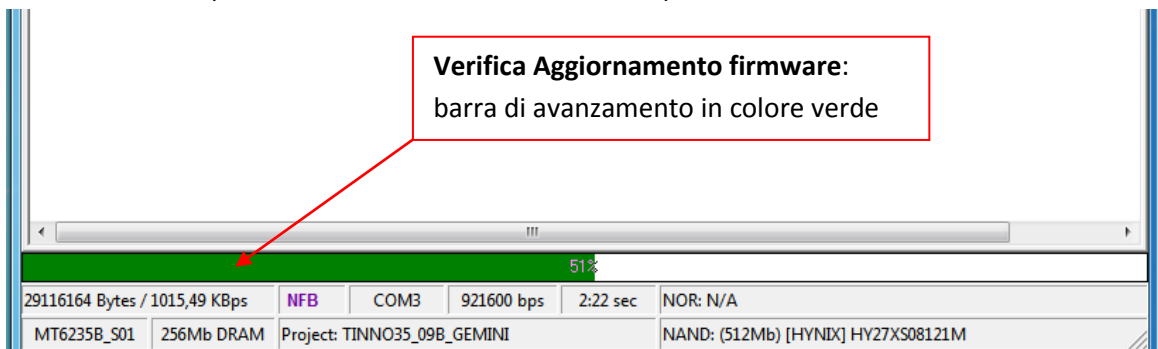 Verifica Aggiornamento firmware:
barra di avanzamento in colore verde
51%
29116164 Bytes / 1015,49 KBps NFB COM3 921600 bps 2:22 sec NOR: N/A
MT6235B_S01 256Mb DRAM Project: TINNO35_09B_GEMINI NAND: (512Mb) [HYNIX] HY27XS08121M